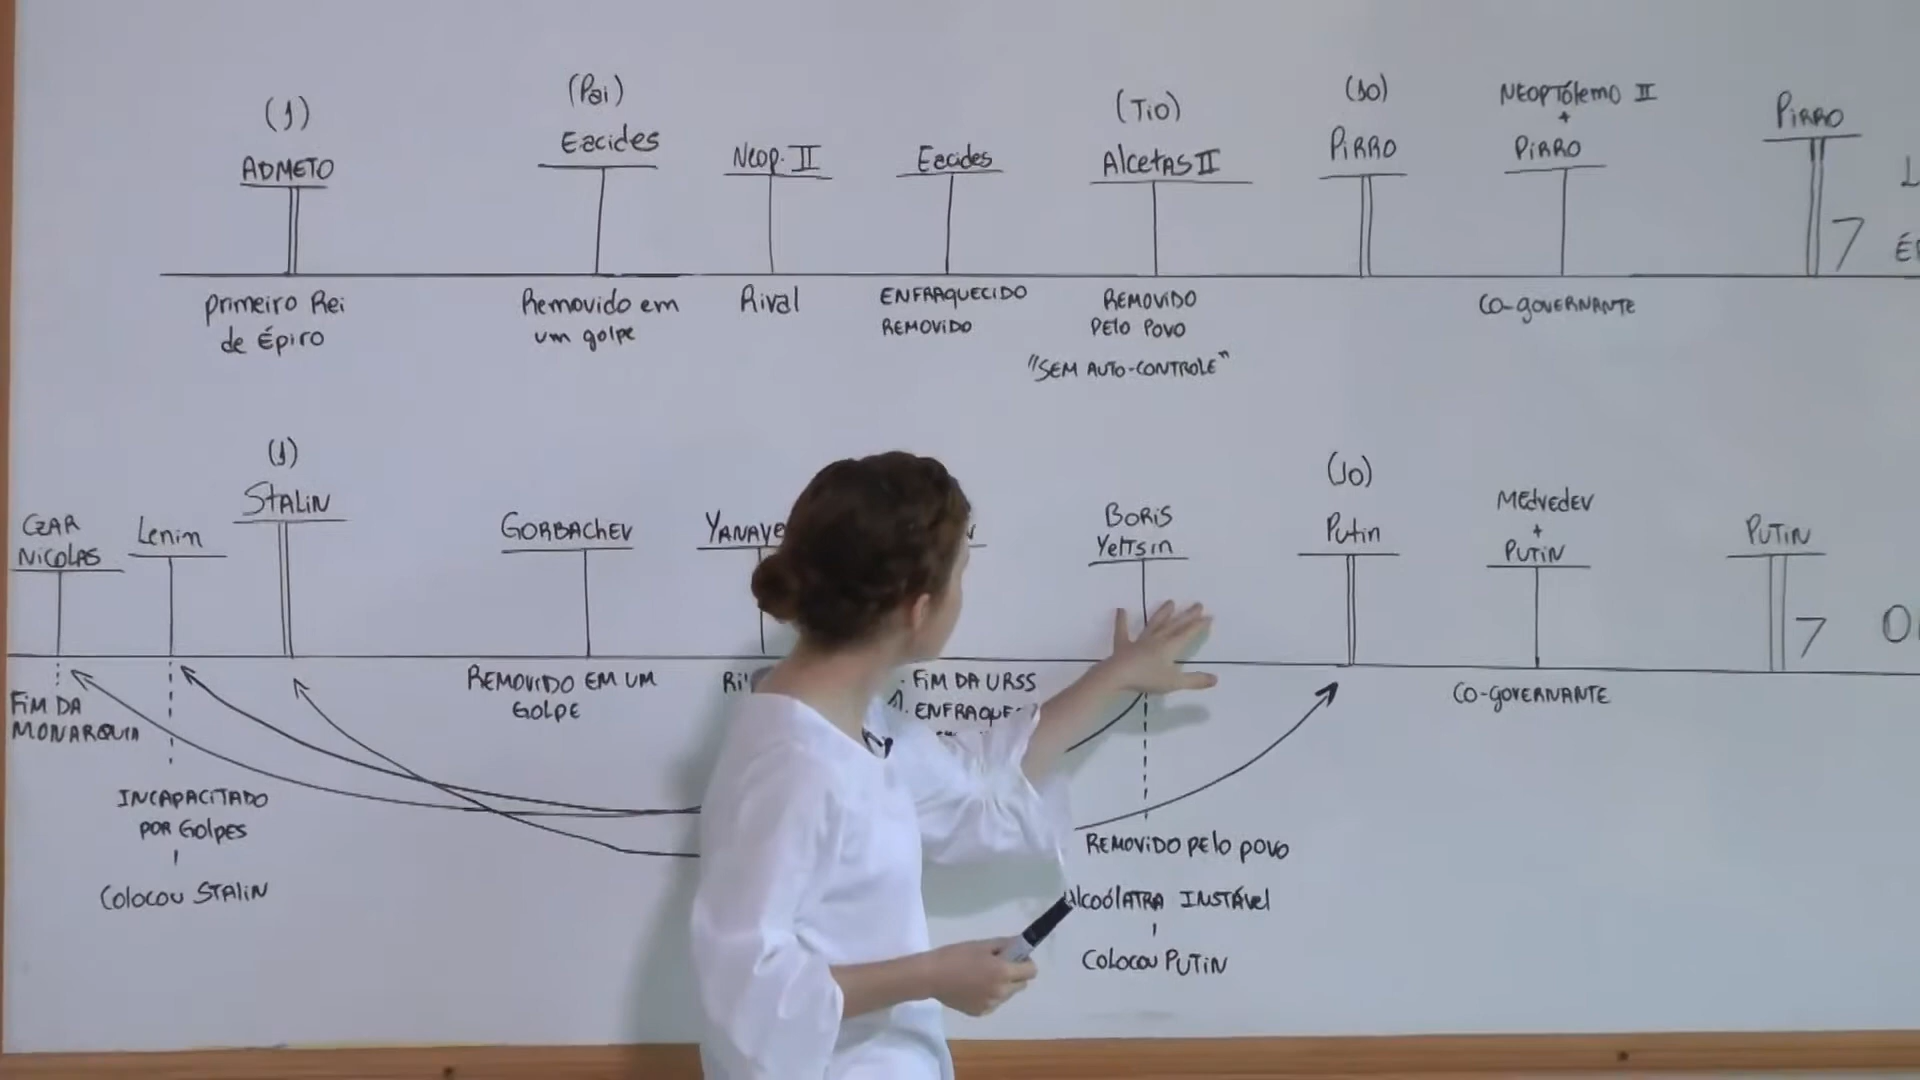 (1)
ADMETO
primeiro Rei
de Épiro
(Pai)
Eacides
Removido em
um golpe
Neop. II
Rival
Eacides
ENFRAQUECIDO
REMOVIDO
(Tio)
AlcetAS II
REMOVIDO
PElo POVO
"SEM AUTO-CONTROLE"
(10)
PiRRO
NEOPTólemo II
+
PiRRO
CO-gOVERNANTE
PiRRO
7
CZAR
NiCOLAS
FiM DA
MONARQUIA
Lenin
INCAPACiTADO
POR GOlPES
Colocou STAliN
(1)
StALiN
GORBACHEV
REMOVIDO EM UM
GOLPE
YANAYE
Ri
FiM DA URSS
ENFRAQUE
BORiS
YelTsin
REMOViDO PElo POVO
AlcoólATRA INSTÁVel
ColocoU PUTiN
(10)
Putin
MEdvEdEV
+
PUTiN
CO-gOVERNANTE
PUTiN
7